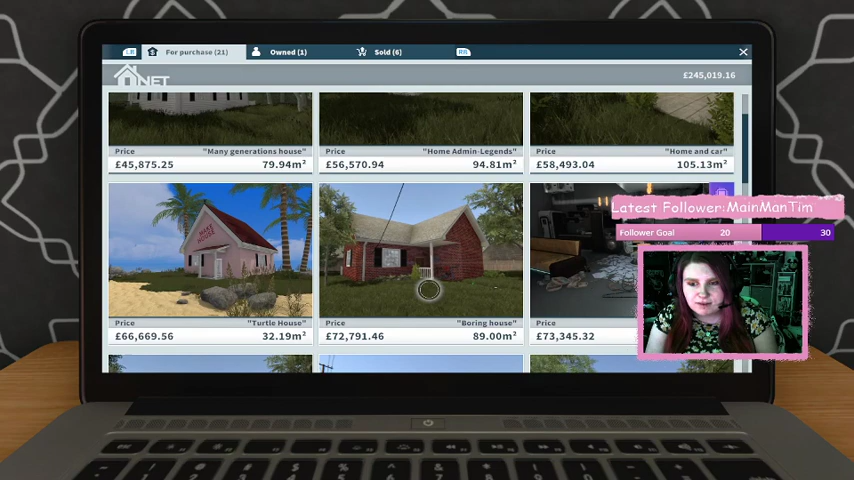 LB
For purchase (21)
Owned (1)
Sold (6)
RB
NET
£245,019.16
Price
"Many generations house"
£45,875.25
79.94m²
Price
"Home Admin-Legends"
£56,570.94
94.81m²
Price
"Home and car"
£58,493.04
105.13m²
Latest Follower:MainManTim
Follower Goal
20
30
Price
"Turtle House"
£66,669.56
32.19m²
Price
"Boring house"
£72,791.46
89.00m²
Price
£73,345.32